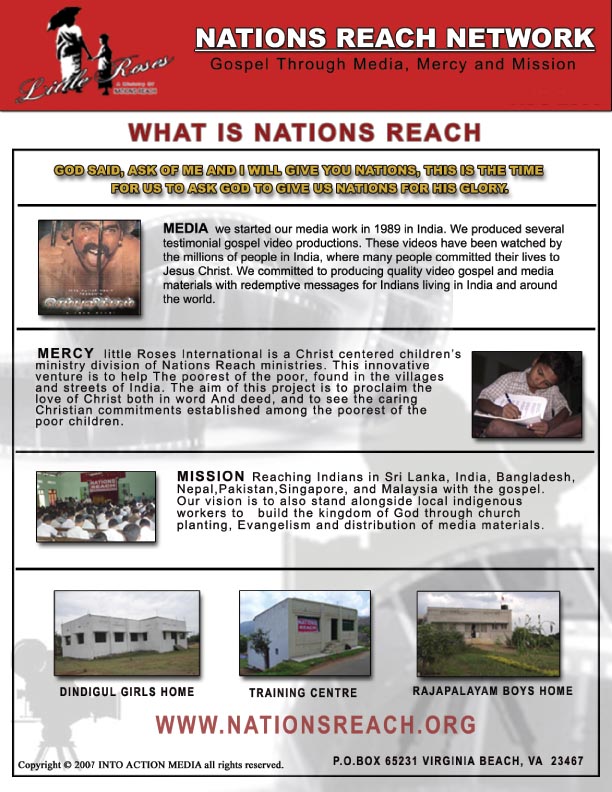 NATIONS REACH NETWORK
Gospel Through Media, Mercy and Mission
Little Roses
A Ministry Of
NATIONS REACH
WHAT IS NATIONS REACH
GOD SAID, ASK OF ME AND I WILL GIVE YOU NATIONS, THIS IS THE TIME
FOR US TO ASK GOD TO GIVE US NATIONS FOR HIS GLORY.
MEDIA we started our media work in 1989 in India. We produced several
testimonial gospel video productions. These videos have been watched by
the millions of people in India, where many people committed their lives to
Jesus Christ. We committed to producing quality video gospel and media
materials with redemptive messages for Indians living in India and around
the world.
MERCY little Roses International is a Christ centered children's
ministry division of Nations Reach ministries. This innovative
venture is to help The poorest of the poor, found in the villages
and streets of India. The aim of this project is to proclaim the
love of Christ both in word And deed, and to see the caring
Christian commitments established among the poorest of the
poor children.
NATIONS
REACH
MISSION Reaching Indians in Sri Lanka, India, Bangladesh,
Nepal,Pakistan,Singapore, and Malaysia with the gospel.
Our vision is to also stand alongside local indigenous
workers to build the kingdom of God through church
planting, Evangelism and distribution of media materials.
NATIONS
DINDIGUL GIRLS HOME
TRAINING CENTRE
RAJAPALAYAM BOYS HOME
WWW.NATIONSREACH.ORG
Copyright © 2007 INTO ACTION MEDIA all rights reserved.
P.O.BOX 65231 VIRGINIA BEACH, VA 23467